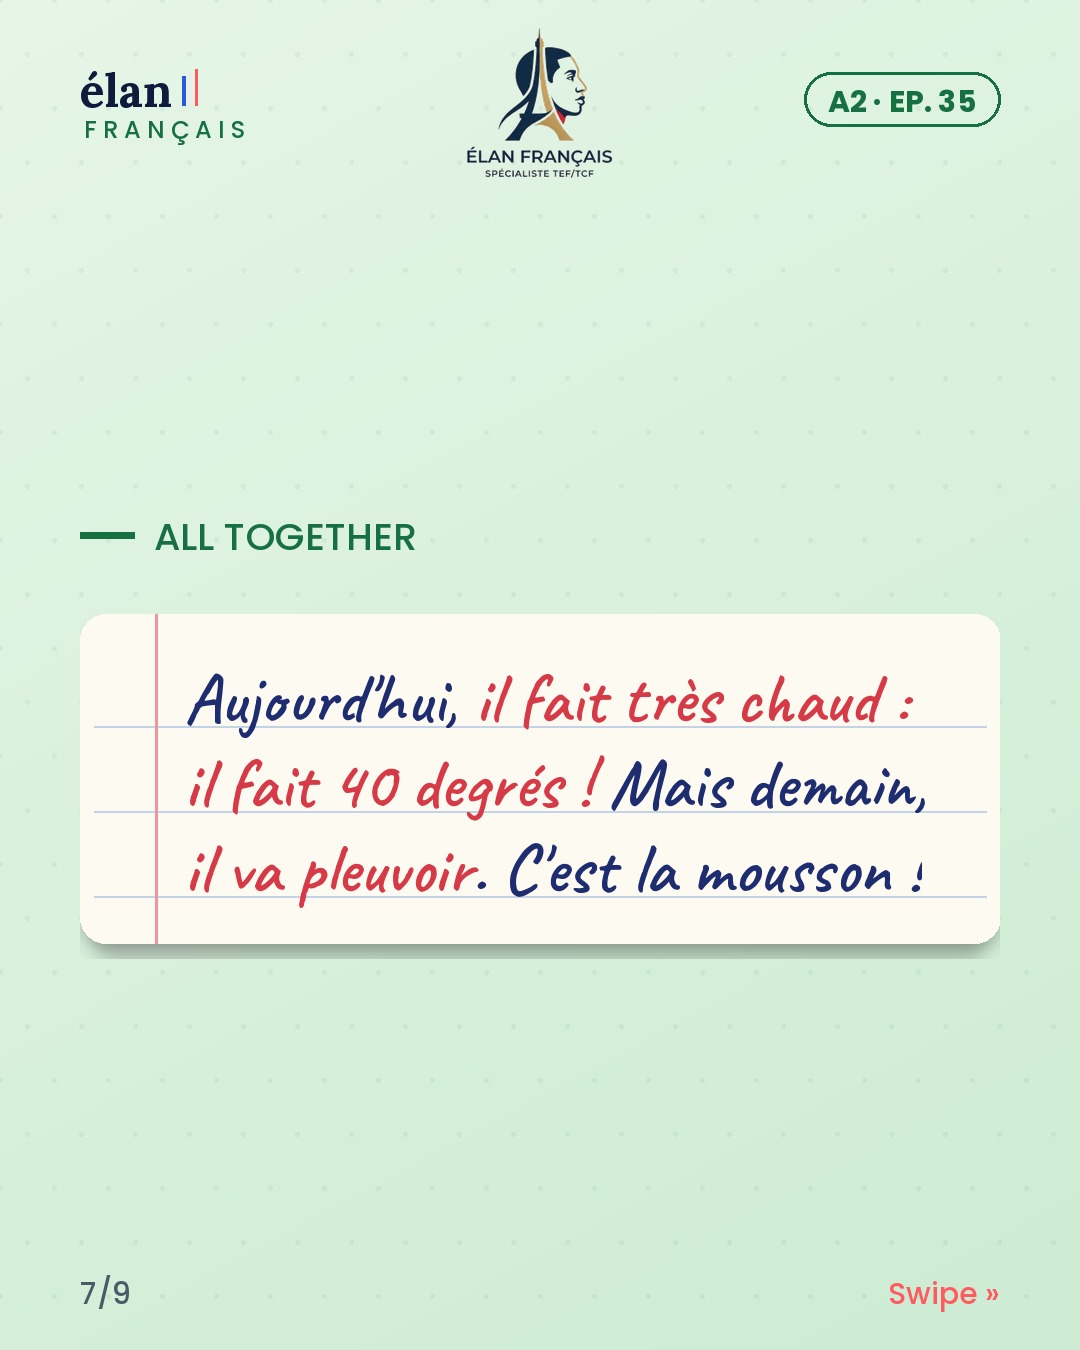 élan
FRANÇAIS
ÉLAN FRANÇAIS
SPÉCIALISTE TEF/TCF
A2 · EP. 35
ALL TOGETHER
Aujourd'hui, il fait très chaud :
il fait 40 degrés ! Mais demain,
il va pleuvoir. C'est la mousson !
7/9
Swipe »